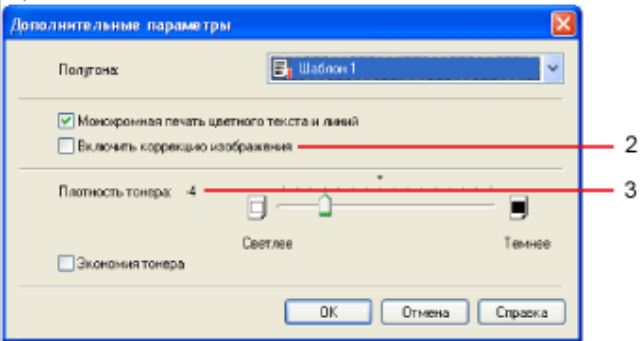 Дополнительные параметры
Полутона: Шаблон 1
Монохромная печать цветного текста и линий
Включить коррекцию изображения 2
Плотность тонера: -4 3
Светлее Темнее
Экономия тонера
OK Отмена Справка